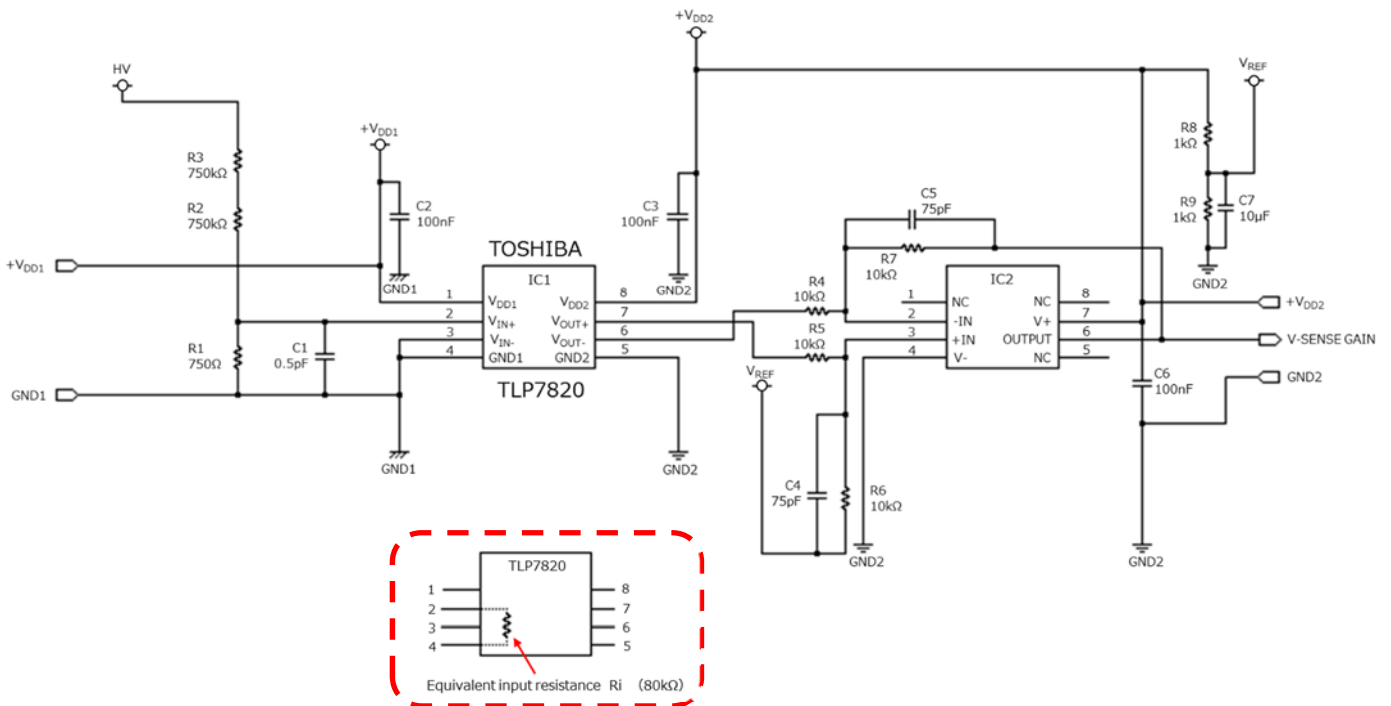 +VDD2
HV
VREF
+VDD1
R3
750kΩ
R2
750kΩ
C2
100nF
C3
100nF
C5
75pF
R8
1kΩ
R9
1kΩ
C7
10μF
+VDD1
GND1
TOSHIBA
GND2
R7
10kΩ
GND2
IC1
IC2
R4
10kΩ
1
VDD1
VDD2
8
1
NC
NC
8
+VDD2
2
VIN+
VOUT+
7
2
-IN
V+
7
3
VIN-
VOUT-
6
R5
10kΩ
3
+IN
OUTPUT
6
V-SENSE GAIN
4
GND1
GND2
5
4
V-
NC
5
R1
750Ω
C1
0.5pF
TLP7820
VREF
C6
100nF
GND2
GND1
GND1
GND2
C4
75pF
R6
10kΩ
GND2
GND2
TLP7820
1
8
2
7
3
6
4
5
Equivalent input resistance Ri (80kΩ)